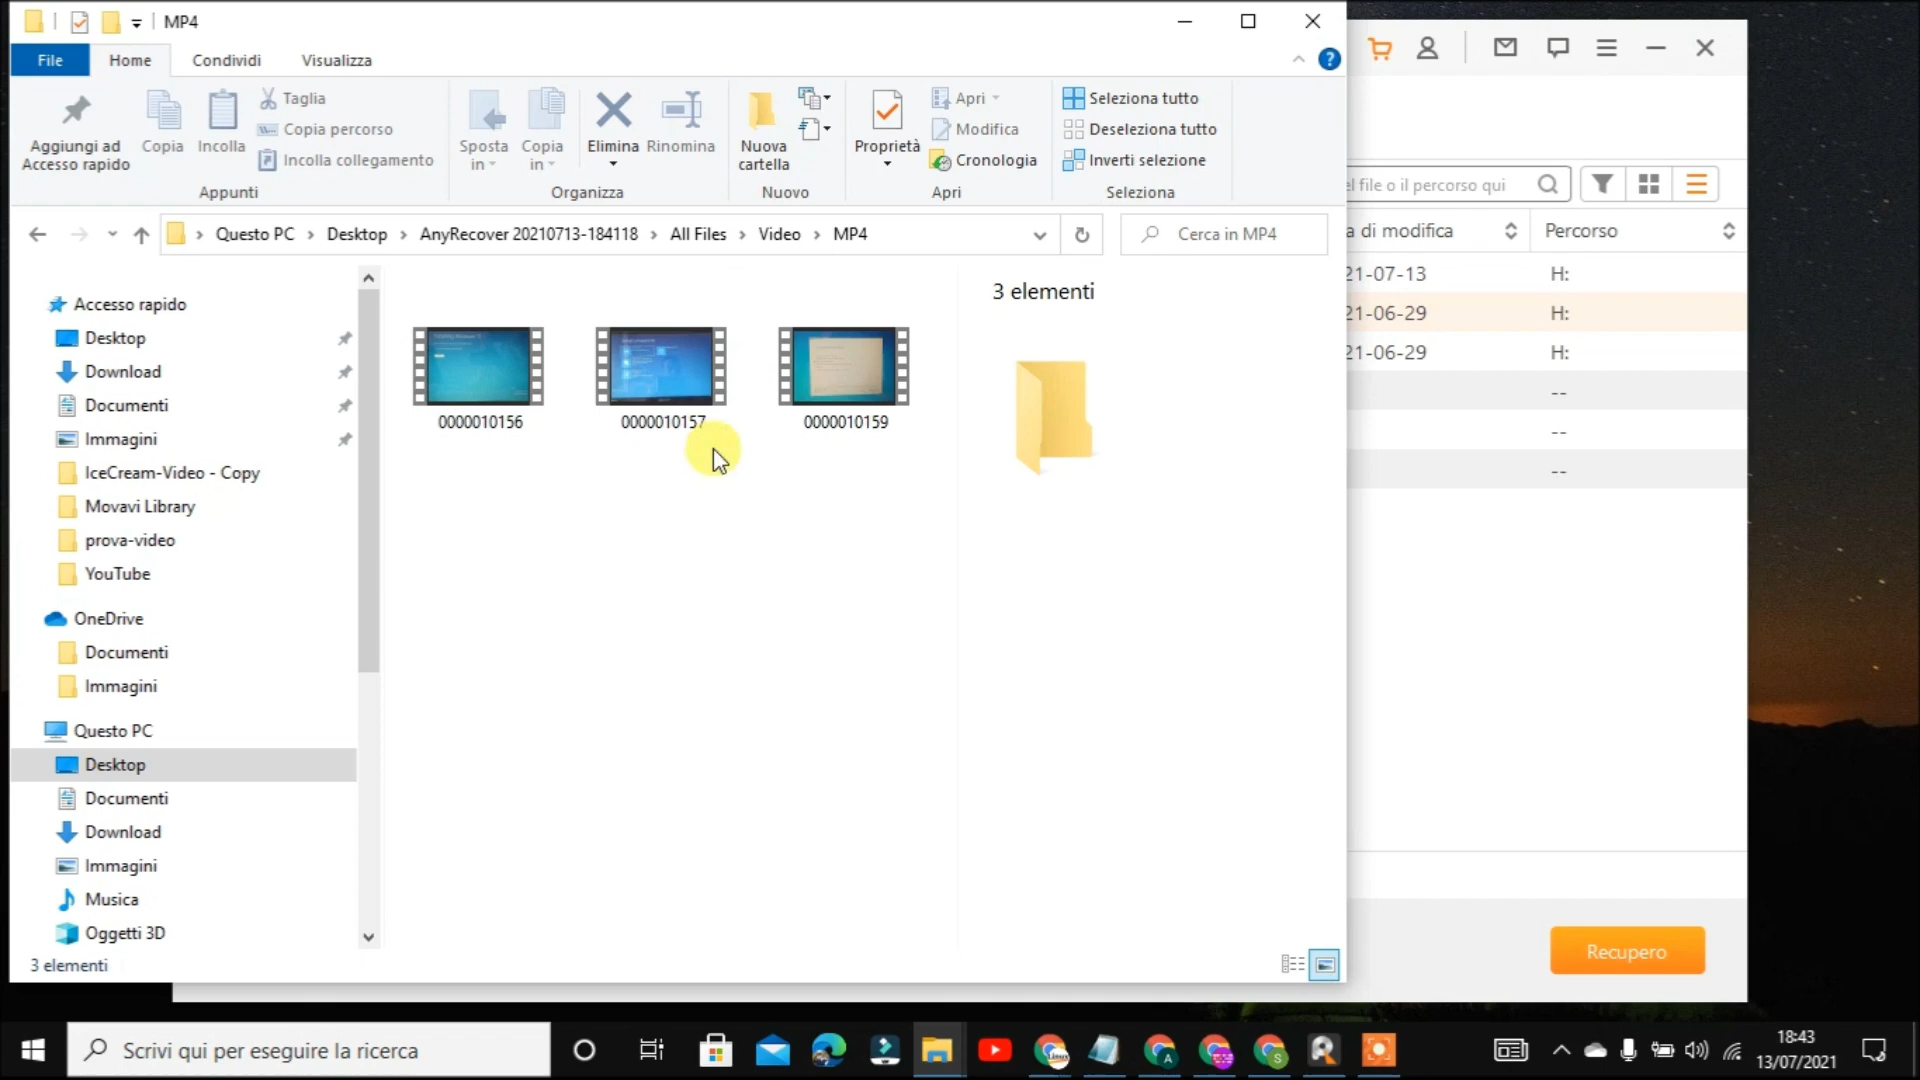 MP4
File Home Condividi Visualizza
Aggiungi ad
Accesso rapido
Copia
Incolla
Taglia
Copia percorso
Incolla collegamento
Appunti
Sposta
in
Copia
in
Elimina
Rinomina
Organizza
Nuova
cartella
Nuovo
Proprietà
Apri
Modifica
Cronologia
Apri
Seleziona tutto
Deseleziona tutto
Inverti selezione
Seleziona
Questo PC > Desktop > AnyRecover 20210713-184118 > All Files > Video > MP4
Cerca in MP4
Accesso rapido
Desktop
Download
Documenti
Immagini
IceCream-Video - Copy
Movavi Library
prova-video
YouTube
OneDrive
Documenti
Immagini
Questo PC
Desktop
Documenti
Download
Immagini
Musica
Oggetti 3D
3 elementi
0000010156
0000010157
0000010159
3 elementi
el file o il percorso qui
a di modifica
Percorso
21-07-13 H:
21-06-29 H:
21-06-29 H:
--
--
--
Recupero
Scrivi qui per eseguire la ricerca
18:43
13/07/2021